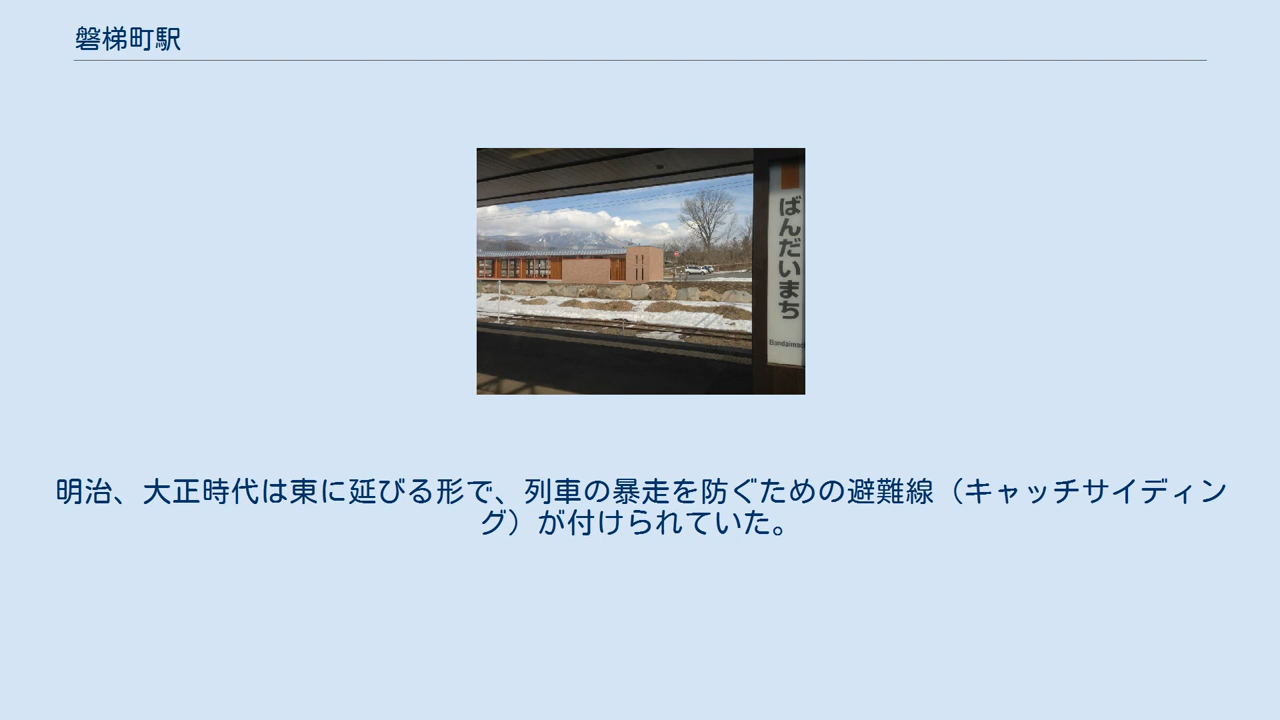 磐梯町駅
ばんだいまち
Bandaimac
明治、大正時代は東に延びる形で、列車の暴走を防ぐための避難線（キャッチサイディン
グ）が付けられていた。